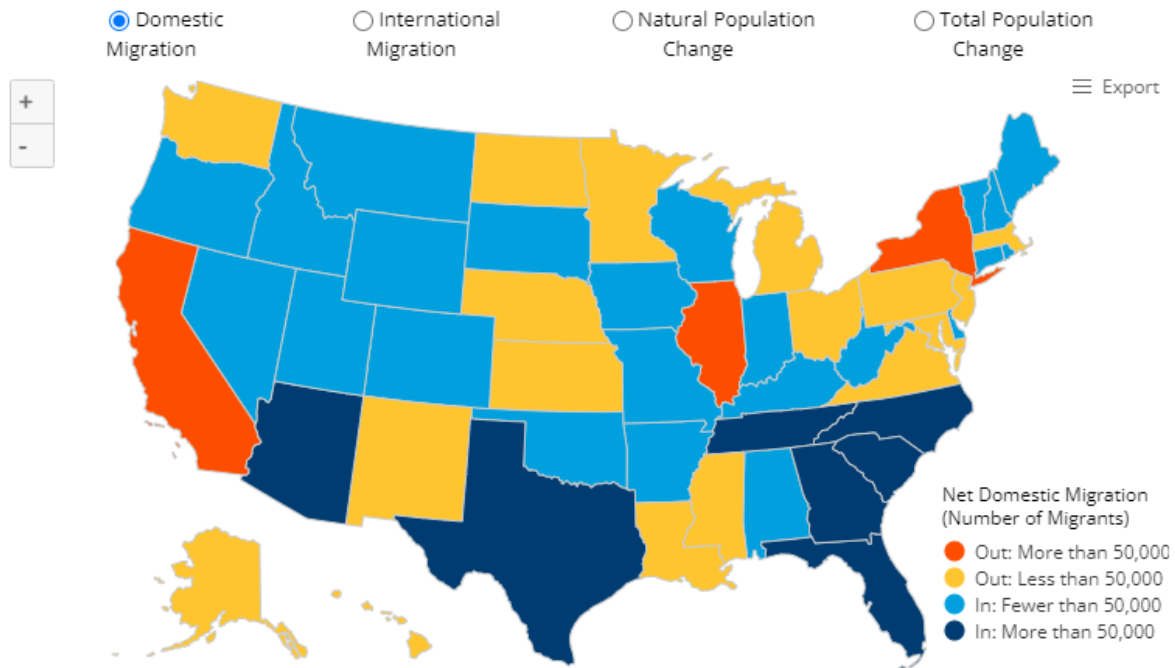 Domestic Migration
International Migration
Natural Population Change
Total Population Change
+
-
Export
Net Domestic Migration
(Number of Migrants)
Out: More than 50,000
Out: Less than 50,000
In: Fewer than 50,000
In: More than 50,000